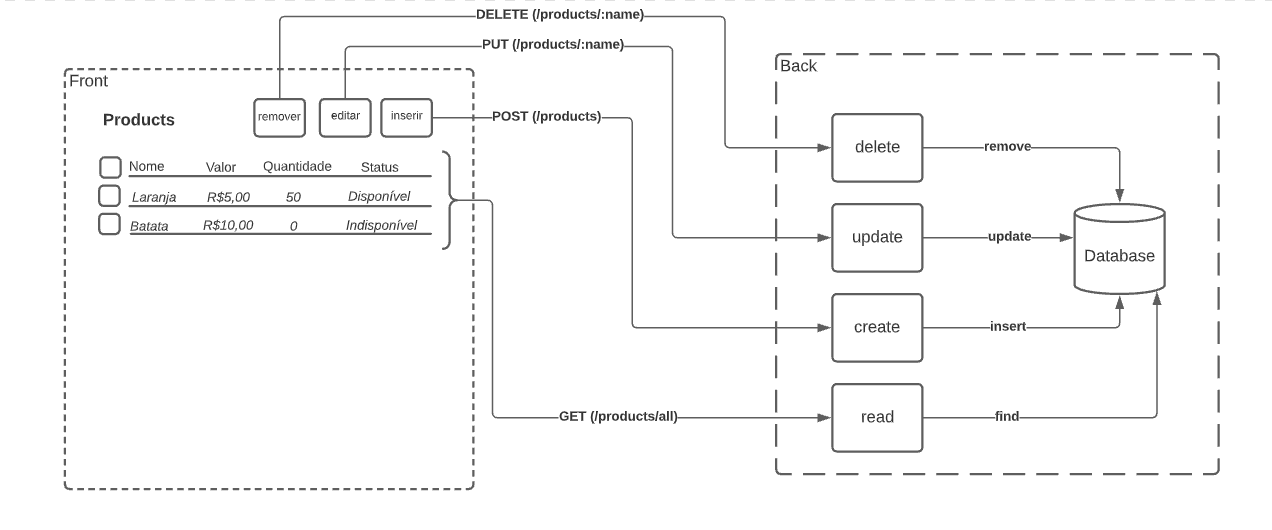 DELETE (/products/:name)
PUT (/products/:name)
Front
Back
Products
remover
editar
inserir
POST (/products)
delete
remove
Nome Valor Quantidade Status
Laranja R$5,00 50 Disponível
Batata R$10,00 0 Indisponível
update
update
Database
create
insert
GET (/products/all)
read
find